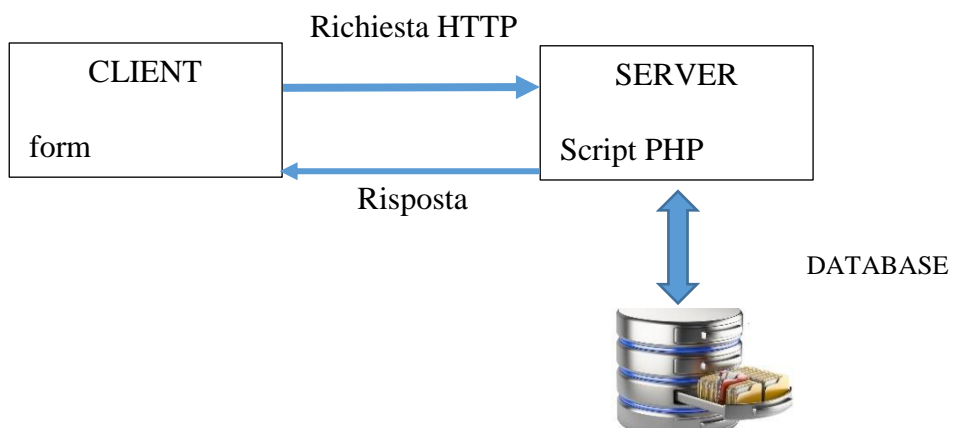 Richiesta HTTP
CLIENT
form
SERVER
Script PHP
Risposta
DATABASE